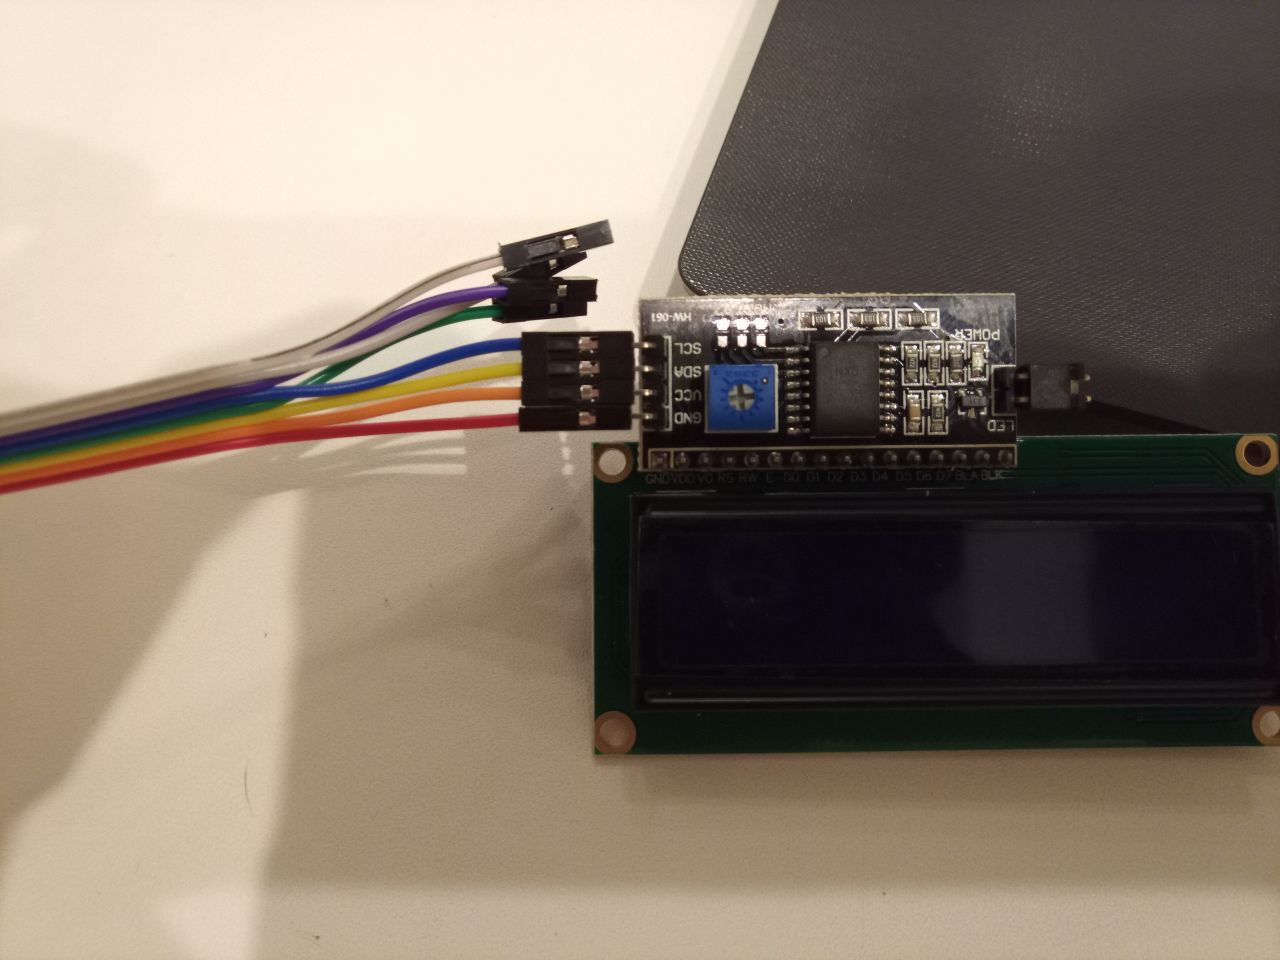 HW-061
POWER
SCL
SDA
VCC
GND
LED
103
GND VDD VO RS RW E D0 D1 D2 D3 D4 D5 D6 D7 BLA BLK